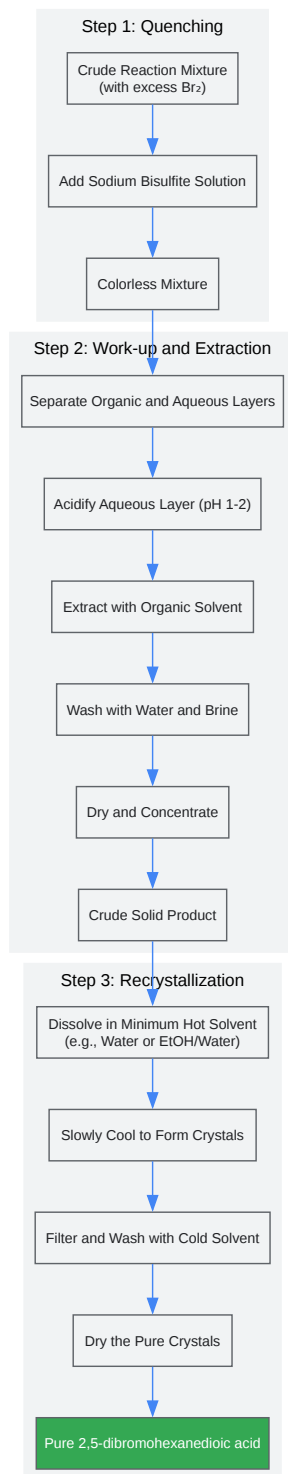 Step 1: Quenching
Crude Reaction Mixture
(with excess Br₂)
Add Sodium Bisulfite Solution
Colorless Mixture
Step 2: Work-up and Extraction
Separate Organic and Aqueous Layers
Acidify Aqueous Layer (pH 1-2)
Extract with Organic Solvent
Wash with Water and Brine
Dry and Concentrate
Crude Solid Product
Step 3: Recrystallization
Dissolve in Minimum Hot Solvent
(e.g., Water or EtOH/Water)
Slowly Cool to Form Crystals
Filter and Wash with Cold Solvent
Dry the Pure Crystals
Pure 2,5-dibromohexanedioic acid